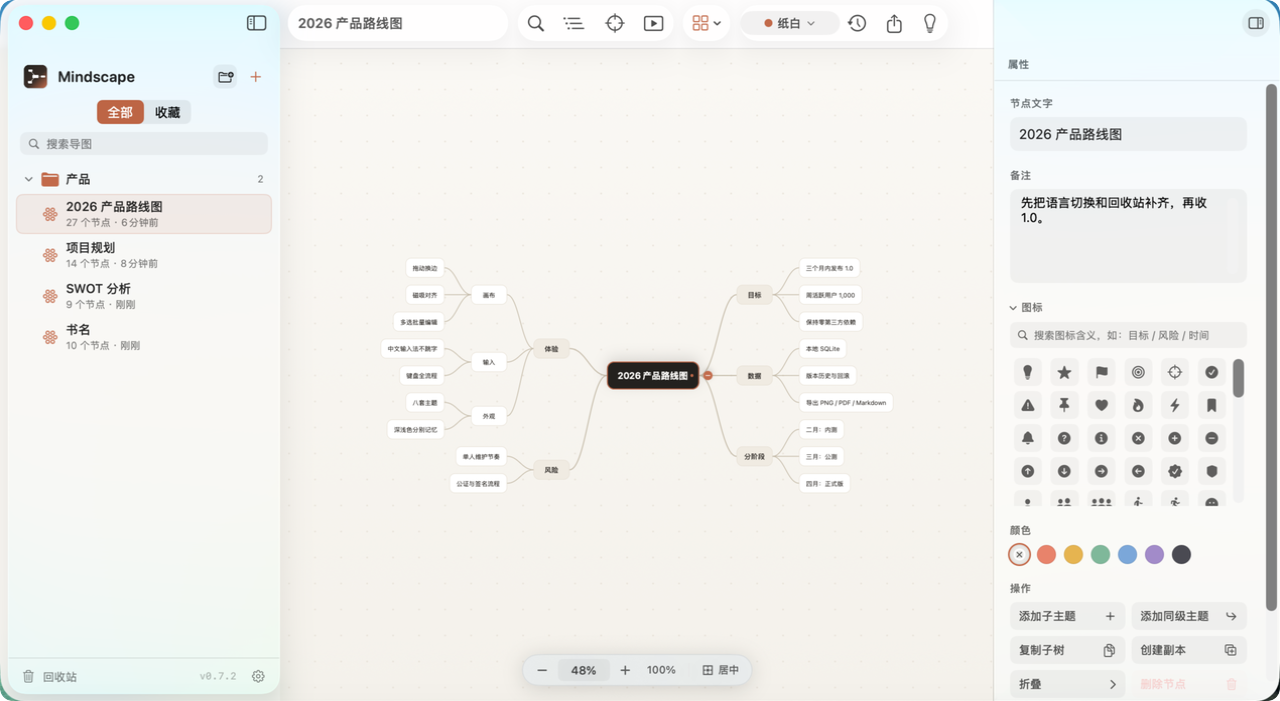 2026 产品路线图
纸白
Mindscape
全部
收藏
搜索导图
产品
2
2026 产品路线图
27 个节点 · 6分钟前
项目规划
14 个节点 · 8分钟前
SWOT 分析
9 个节点 · 刚刚
书名
10 个节点 · 刚刚
回收站
v0.7.2
拖动换边
磁吸对齐
多选批量编辑
画布
中文输入法不跳字
键盘全流程
输入
八套主题
深浅色分别记忆
外观
体验
单人维护节奏
公证与签名流程
风险
2026 产品路线图
目标
三个月内发布 1.0
周活跃用户 1,000
保持零第三方依赖
数据
本地 SQLite
版本历史与回滚
导出 PNG / PDF / Markdown
分阶段
二月：内测
三月：公测
四月：正式版
48%
100%
居中
属性
节点文字
2026 产品路线图
备注
先把语言切换和回收站补齐，再收
1.0。
图标
搜索图标含义，如：目标 / 风险 / 时间
颜色
操作
添加子主题
添加同级主题
复制子树
创建副本
折叠
删除节点